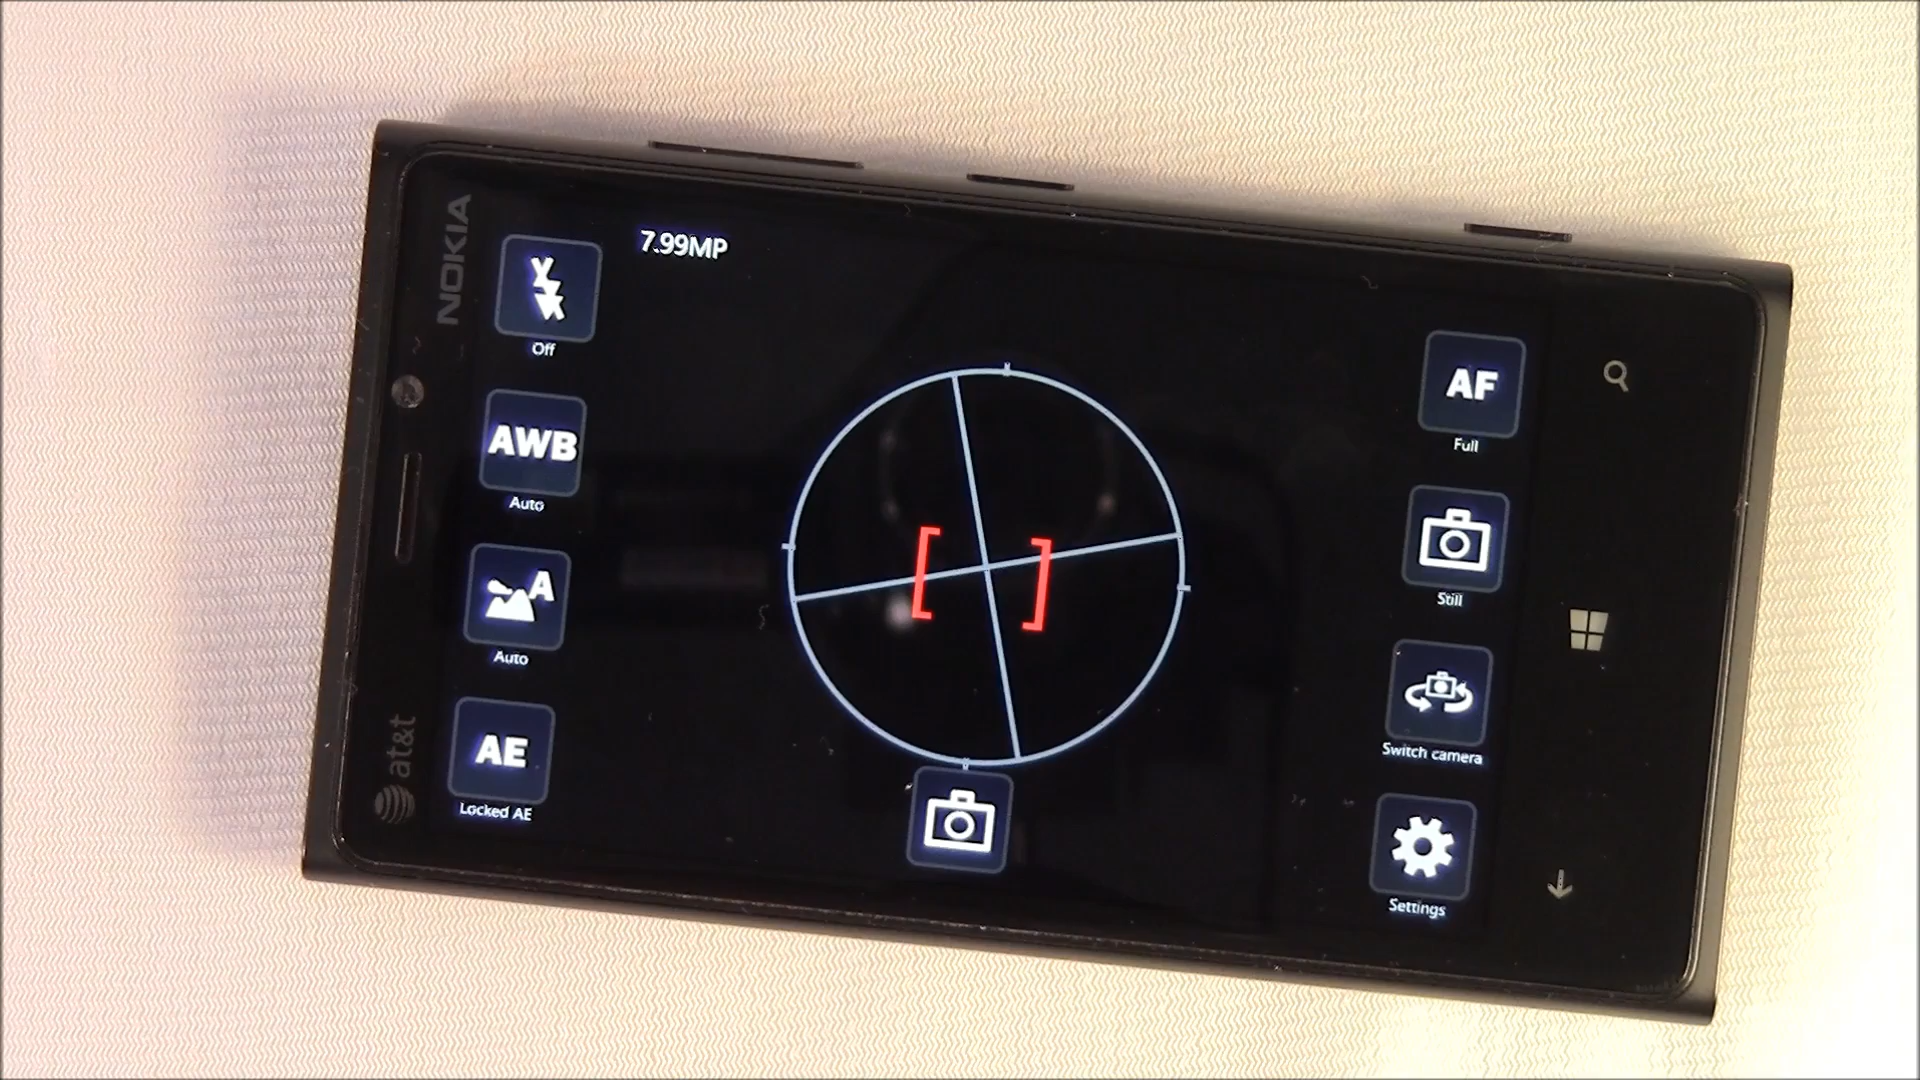 NOKIA
at&t
7.99MP
Off
AWB
Auto
A
Auto
AE
Locked AE
AF
Full
Still
Switch camera
Settings